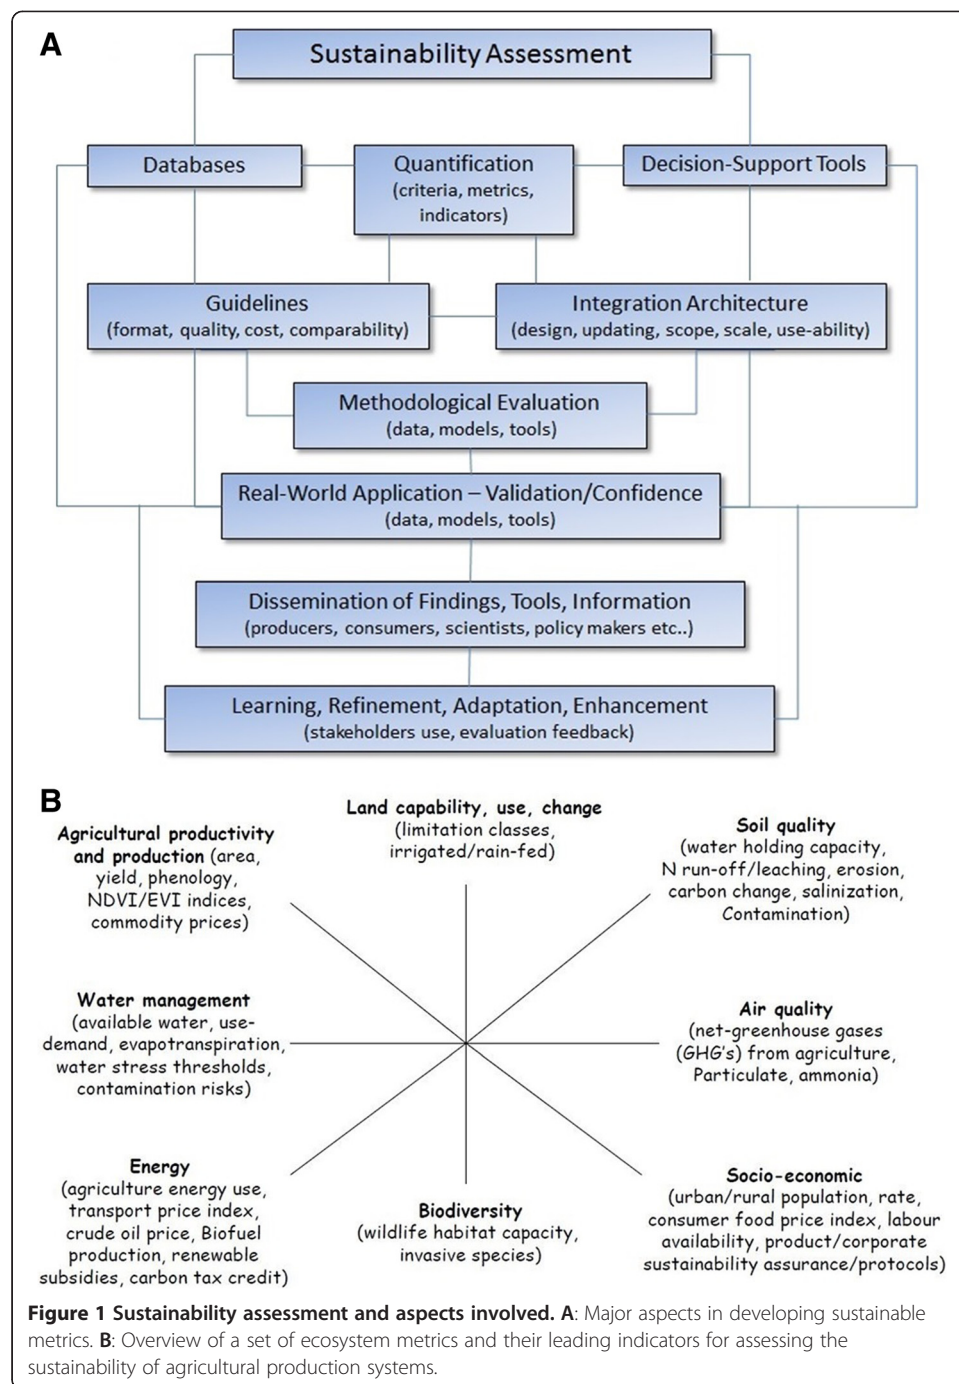 A
Sustainability Assessment
Databases
Quantification
(criteria, metrics,
indicators)
Decision-Support Tools
Guidelines
(format, quality, cost, comparability)
Integration Architecture
(design, updating, scope, scale, use-ability)
Methodological Evaluation
(data, models, tools)
Real-World Application – Validation/Confidence
(data, models, tools)
Dissemination of Findings, Tools, Information
(producers, consumers, scientists, policy makers etc..)
Learning, Refinement, Adaptation, Enhancement
(stakeholders use, evaluation feedback)
B
Land capability, use, change
(limitation classes,
irrigated/rain-fed)
Agricultural productivity
and production (area,
yield, phenology,
NDVI/EVI indices,
commodity prices)
Soil quality
(water holding capacity,
N run-off/leaching, erosion,
carbon change, salinization,
Contamination)
Water management
(available water, use-
demand, evapotranspiration,
water stress thresholds,
contamination risks)
Air quality
(net-greenhouse gases
(GHG's) from agriculture,
Particulate, ammonia)
Energy
(agriculture energy use,
transport price index,
crude oil price, Biofuel
production, renewable
subsidies, carbon tax credit)
Biodiversity
(wildlife habitat capacity,
invasive species)
Socio-economic
(urban/rural population, rate,
consumer food price index, labour
availability, product/corporate
sustainability assurance/protocols)
Figure 1 Sustainability assessment and aspects involved. A: Major aspects in developing sustainable
metrics. B: Overview of a set of ecosystem metrics and their leading indicators for assessing the
sustainability of agricultural production systems.